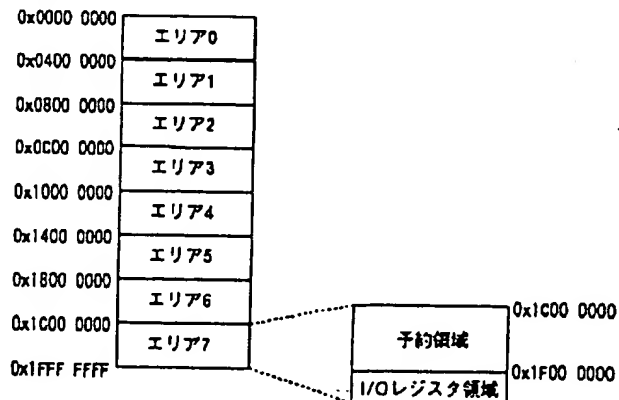 0x0000 0000
エリア0
0x0400 0000
エリア1
0x0800 0000
エリア2
0x0C00 0000
エリア3
0x1000 0000
エリア4
0x1400 0000
エリア5
0x1800 0000
エリア6
0x1C00 0000
エリア7
0x1FFF FFFF
0x1C00 0000
予約領域
0x1F00 0000
I/Oレジスタ領域